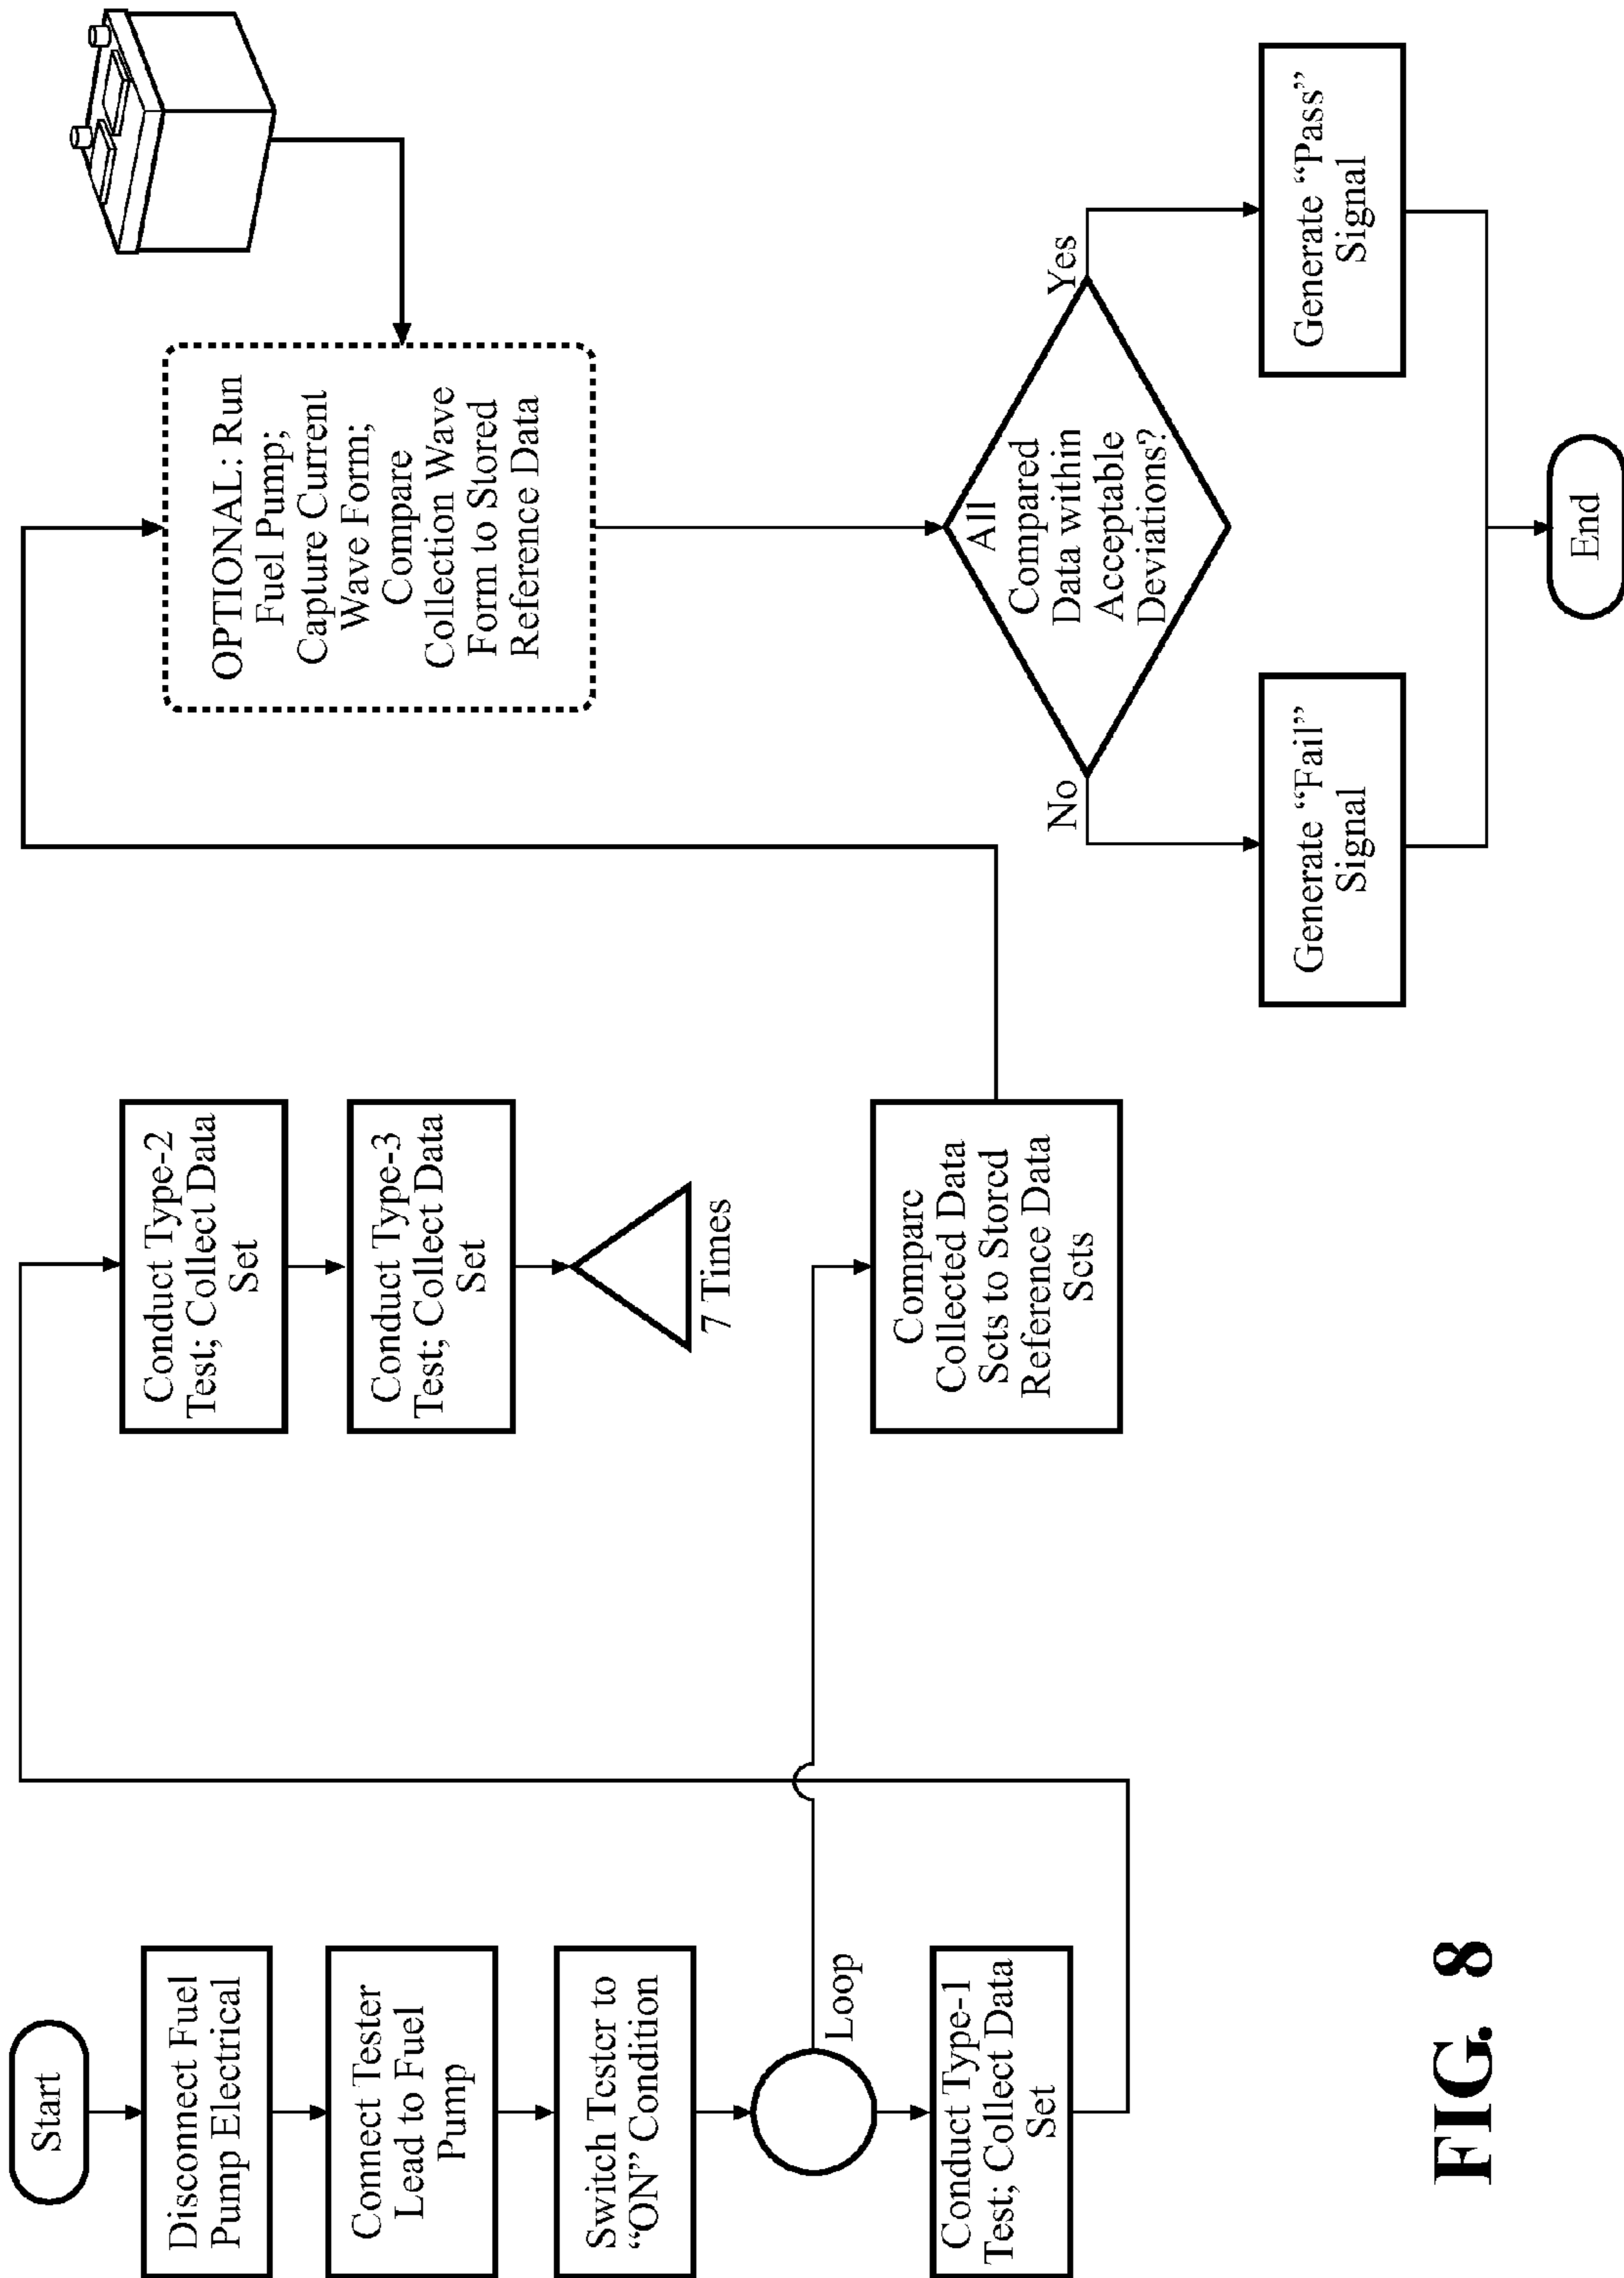 Start
Disconnect Fuel
Pump Electrical
Connect Tester
Lead to Fuel
Pump
Switch Tester to
“ON” Condition
Loop
Conduct Type-1
Test; Collect Data
Set
Conduct Type-2
Test; Collect Data
Set
Conduct Type-3
Test; Collect Data
Set
7 Times
Compare
Collected Data
Sets to Stored
Reference Data
Sets
OPTIONAL: Run
Fuel Pump;
Capture Current
Wave Form;
Compare
Collection Wave
Form to Stored
Reference Data
All
Compared
Data within
Acceptable
Deviations?
No
Yes
Generate “Fail”
Signal
Generate “Pass”
Signal
End
FIG. 8